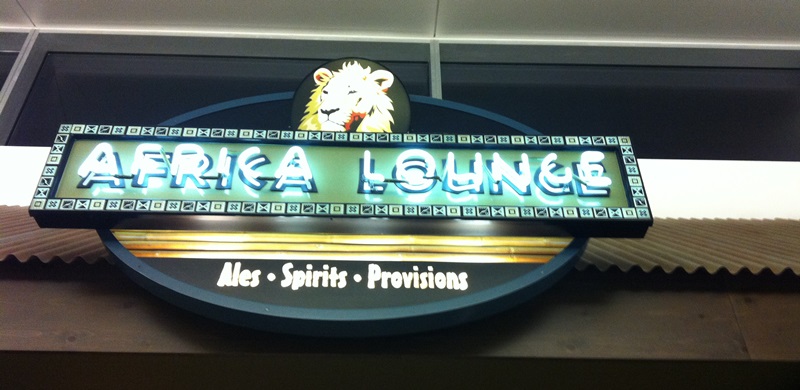 AFRICA LOUNGE
Ales • Spirits • Provisions